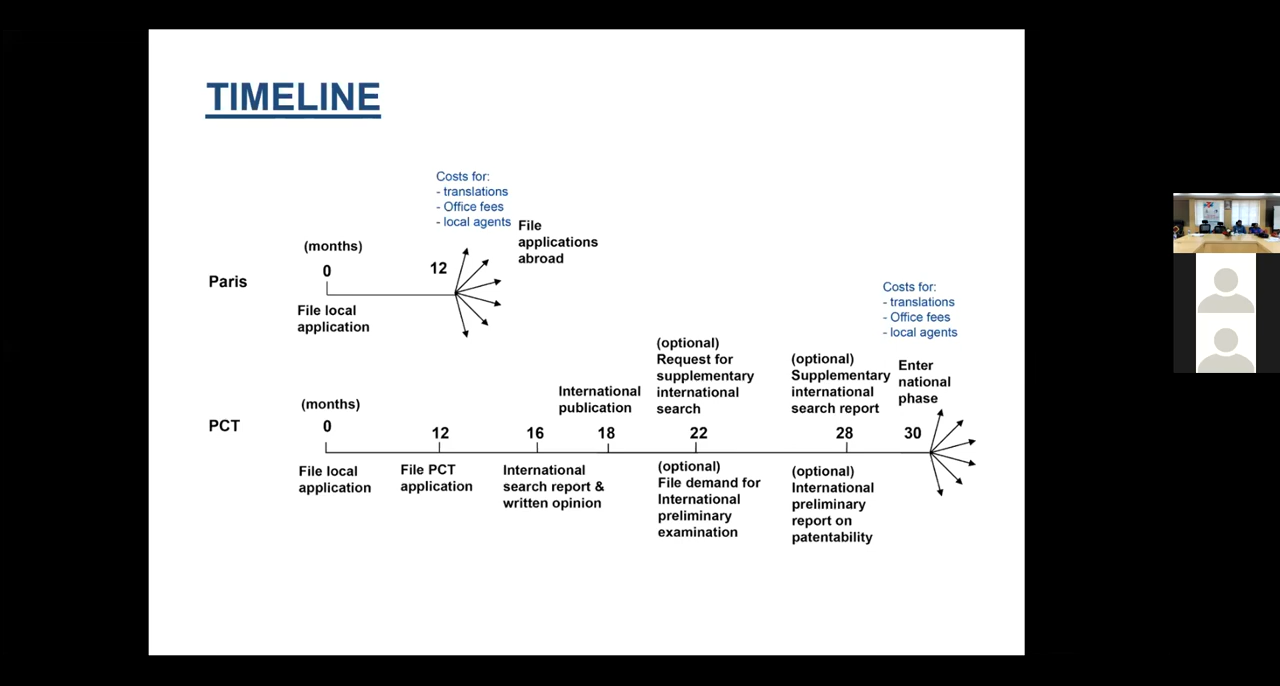 TIMELINE
Costs for:
- translations
- Office fees
- local agents
File
applications
abroad
(months)
0
12
Paris
File local
application
Costs for:
- translations
- Office fees
- local agents
(optional)
Request for
supplementary
international
search
(optional)
Supplementary
international
search report
Enter
national
phase
International
publication
(months)
PCT
0
12
16
18
22
28
30
File local
application
File PCT
application
International
search report &
written opinion
(optional)
File demand for
International
preliminary
examination
(optional)
International
preliminary
report on
patentability